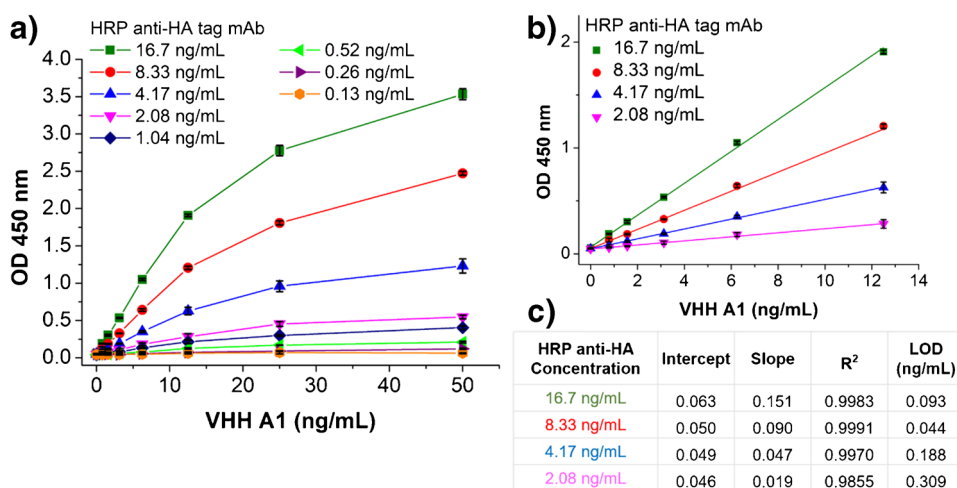 a)
HRP anti-HA tag mAb
16.7 ng/mL
8.33 ng/mL
4.17 ng/mL
2.08 ng/mL
1.04 ng/mL
0.52 ng/mL
0.26 ng/mL
0.13 ng/mL
OD 450 nm
4.0
3.5
3.0
2.5
2.0
1.5
1.0
0.5
0.0
0 10 20 30 40 50
VHH A1 (ng/mL)
b)
HRP anti-HA tag mAb
16.7 ng/mL
8.33 ng/mL
4.17 ng/mL
2.08 ng/mL
OD 450 nm
2
1
0
0 2 4 6 8 10 12 14
VHH A1 (ng/mL)
c)
HRP anti-HA Concentration Intercept Slope R² LOD (ng/mL)
16.7 ng/mL 0.063 0.151 0.9983 0.093
8.33 ng/mL 0.050 0.090 0.9991 0.044
4.17 ng/mL 0.049 0.047 0.9970 0.188
2.08 ng/mL 0.046 0.019 0.9855 0.309